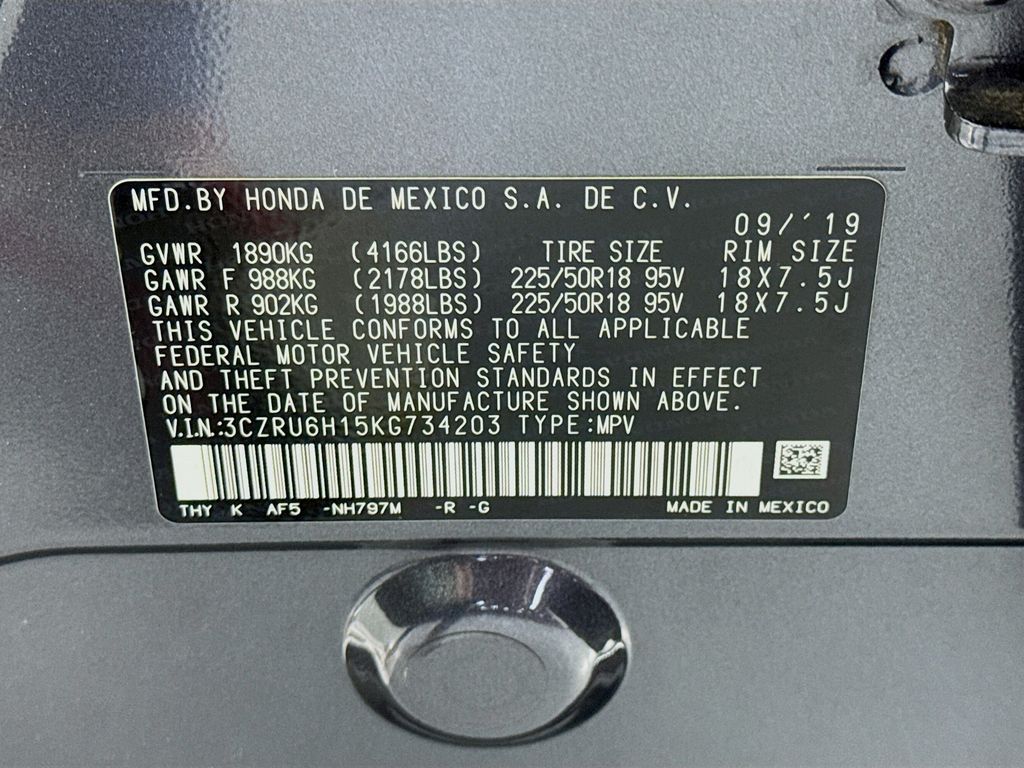 MFD.BY HONDA DE MEXICO S.A. DE C.V.
09/'19
GVWR 1890KG (4166LBS) TIRE SIZE RIM SIZE
GAWR F 988KG (2178LBS) 225/50R18 95V 18X7.5J
GAWR R 902KG (1988LBS) 225/50R18 95V 18X7.5J
THIS VEHICLE CONFORMS TO ALL APPLICABLE
FEDERAL MOTOR VEHICLE SAFETY
AND THEFT PREVENTION STANDARDS IN EFFECT
ON THE DATE OF MANUFACTURE SHOWN ABOVE.
V.I.N.:3CZRU6H15KG734203 TYPE:MPV
THY K AF5 -NH797M -R -G MADE IN MEXICO